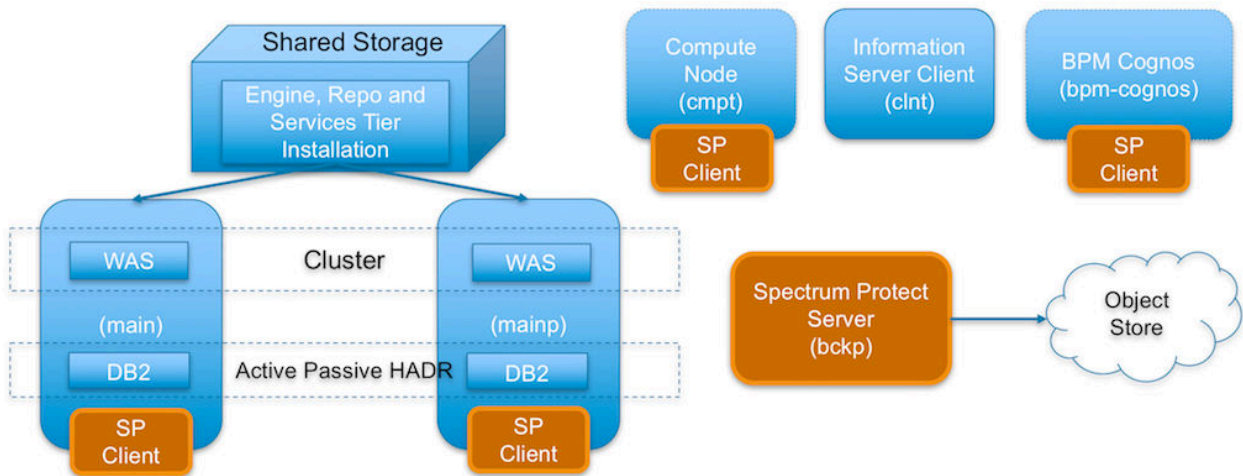 Shared Storage
Engine, Repo and
Services Tier
Installation
Compute
Node
(cmpt)
SP
Client
Information
Server Client
(clnt)
BPM Cognos
(bpm-cognos)
SP
Client
WAS
Cluster
WAS
(main)
(mainp)
DB2
Active Passive HADR
DB2
SP
Client
SP
Client
Spectrum Protect
Server
(bckp)
Object
Store